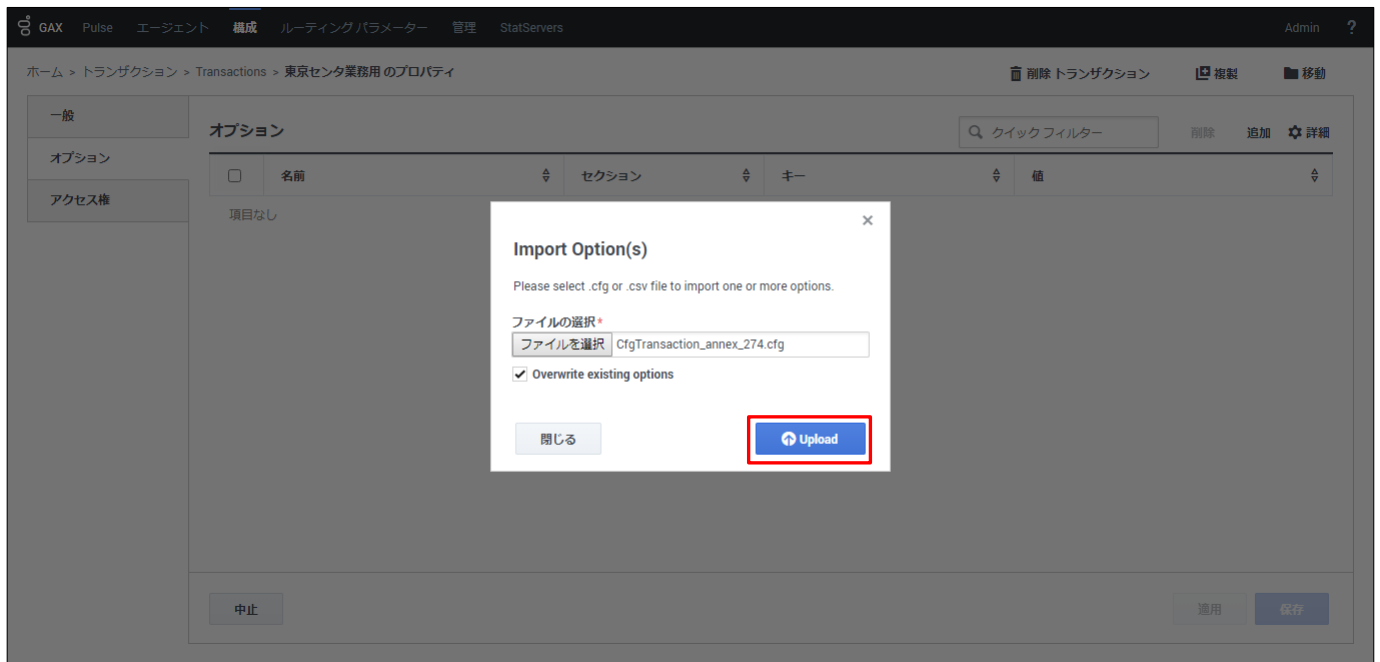 GAX Pulse エージェント 構成 ルーティング パラメーター 管理 StatServers Admin ?
ホーム > トランザクション > Transactions > 東京センタ業務用 のプロパティ 削除 トランザクション 複製 移動
一般
オプション
アクセス権
オプション クイック フィルター 削除 追加 詳細
名前 セクション キー 値
項目なし
×
Import Option(s)
Please select .cfg or .csv file to import one or more options.
ファイルの選択*
ファイルを選択 CfgTransaction_annex_274.cfg
Overwrite existing options
閉じる Upload
中止 適用 保存